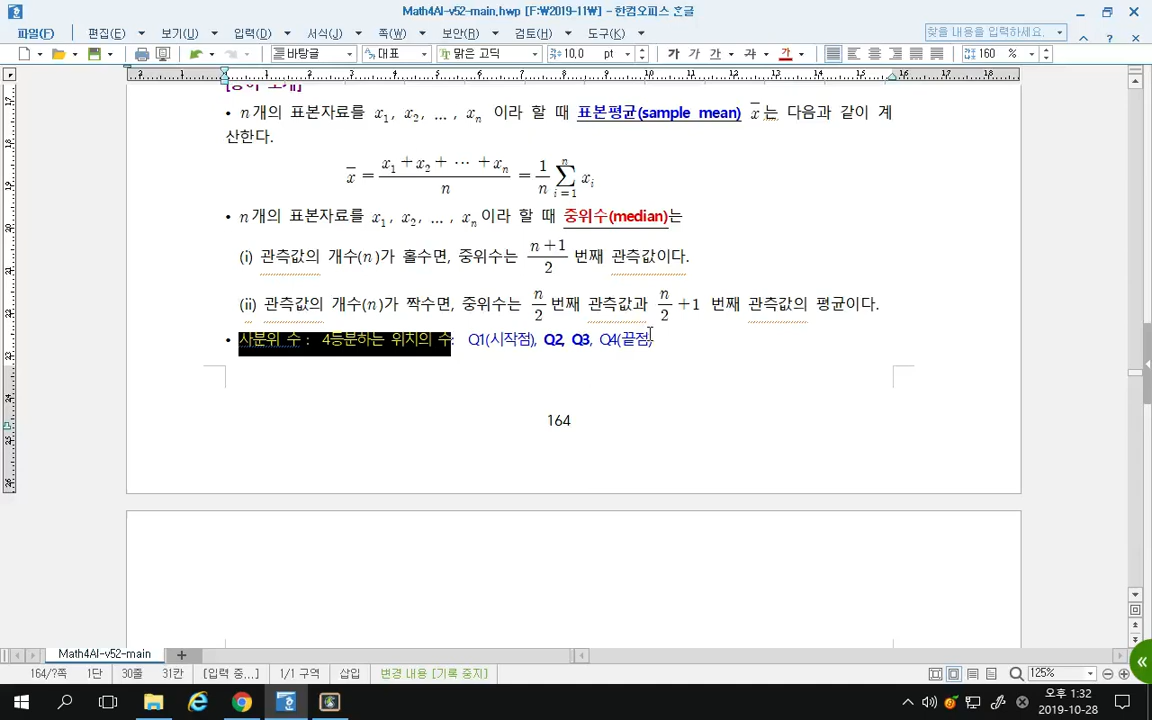 Math4AI-v52-main.hwp [F:\2019-11\] - 한컴오피스 한글
파일(F) 편집(E) 보기(U) 입력(D) 서식(J) 쪽(W) 보안(R) 검토(H) 도구(K) 찾을 내용을 입력하세요.
바탕글 대표 맑은 고딕 10.0 pt 가 가 가 가 가 가 160 %
• n개의 표본자료를 x₁, x₂, ... , xₙ 이라 할 때 표본평균(sample mean) x̄는 다음과 같이 계
산한다.
x̄ = (x₁+x₂+ ⋯ +xₙ)/n = 1/n ∑_{i=1}^{n} xᵢ
• n개의 표본자료를 x₁, x₂, ... , xₙ이라 할 때 중위수(median)는
(i) 관측값의 개수(n)가 홀수면, 중위수는 (n+1)/2 번째 관측값이다.
(ii) 관측값의 개수(n)가 짝수면, 중위수는 n/2 번째 관측값과 n/2 +1 번째 관측값의 평균이다.
• 사분위 수 : 4등분하는 위치의 수: Q1(시작점), Q2, Q3, Q4(끝점)
164
Math4AI-v52-main
164/?쪽 1단 30줄 31칸 [입력 중...] 1/1 구역 삽입 변경 내용 [기록 중지] 125%
오후 1:32
2019-10-28